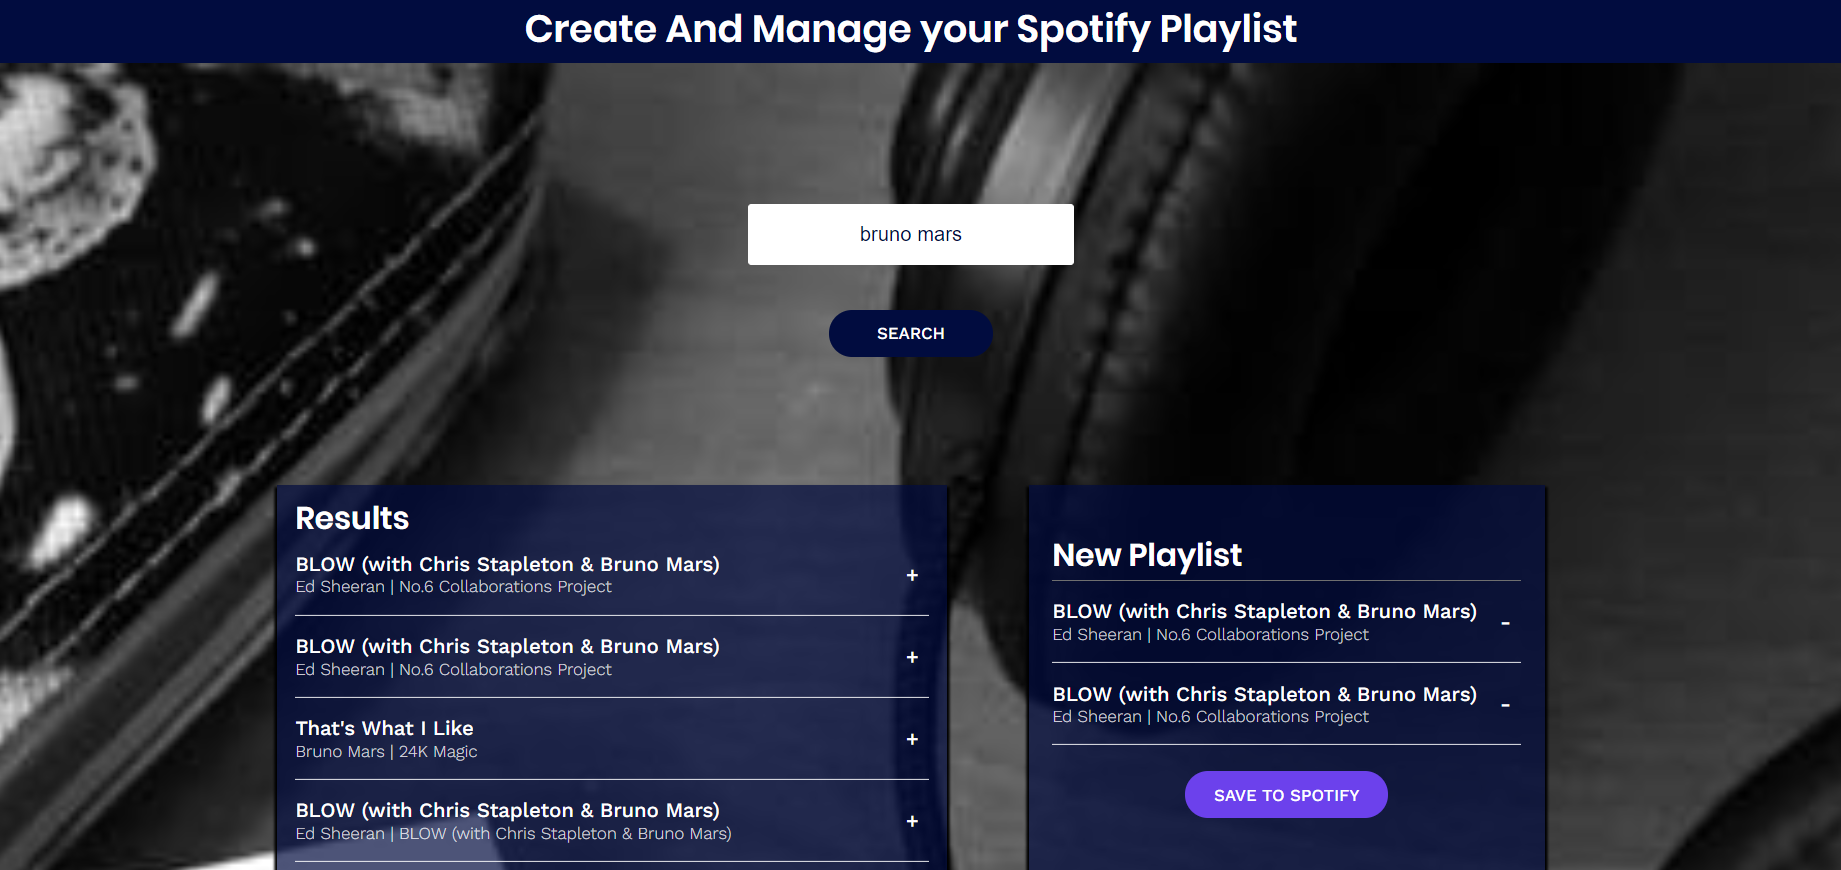 Create And Manage your Spotify Playlist
bruno mars
SEARCH
Results
BLOW (with Chris Stapleton & Bruno Mars)
Ed Sheeran | No.6 Collaborations Project
+
BLOW (with Chris Stapleton & Bruno Mars)
Ed Sheeran | No.6 Collaborations Project
+
That's What I Like
Bruno Mars | 24K Magic
+
BLOW (with Chris Stapleton & Bruno Mars)
Ed Sheeran | BLOW (with Chris Stapleton & Bruno Mars)
+
New Playlist
BLOW (with Chris Stapleton & Bruno Mars)
Ed Sheeran | No.6 Collaborations Project
-
BLOW (with Chris Stapleton & Bruno Mars)
Ed Sheeran | No.6 Collaborations Project
-
SAVE TO SPOTIFY